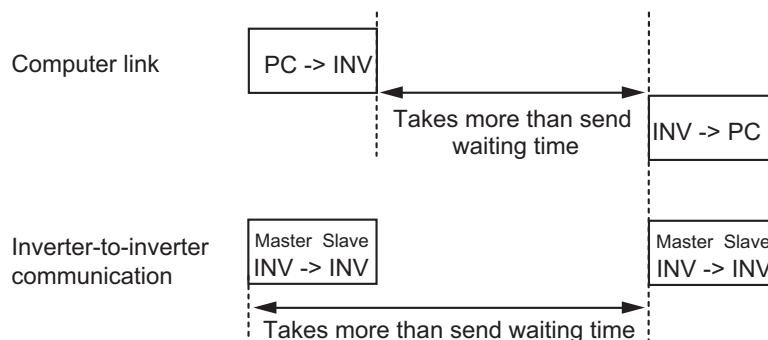 Computer link
PC -> INV
Takes more than send
waiting time
INV -> PC
Inverter-to-inverter
communication
Master Slave
INV -> INV
Master Slave
INV -> INV
Takes more than send waiting time